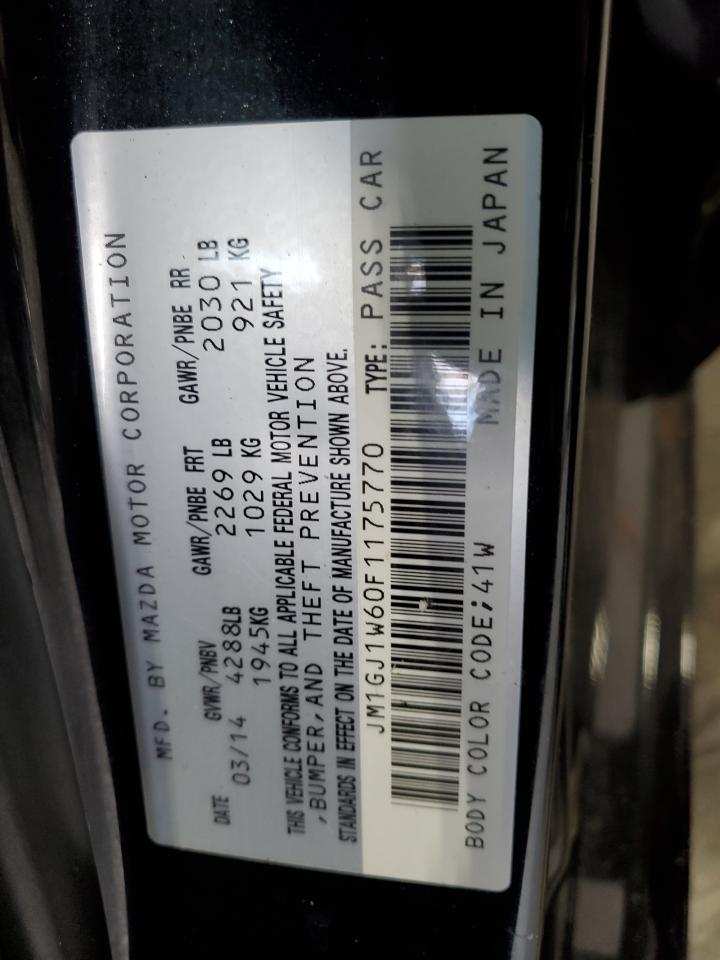 MFD. BY MAZDA MOTOR CORPORATION
DATE GVWR/PNBV GAWR/PNBE FRT GAWR/PNBE RR
03/14 4288LB 2269 LB 2030 LB
1945KG 1029 KG 921 KG
THIS VEHICLE CONFORMS TO ALL APPLICABLE FEDERAL MOTOR VEHICLE SAFETY
,BUMPER,AND THEFT PREVENTION
STANDARDS IN EFFECT ON THE DATE OF MANUFACTURE SHOWN ABOVE.
JM1GJ1W60F1175770 TYPE: PASS CAR
BODY COLOR CODE;41W MADE IN JAPAN